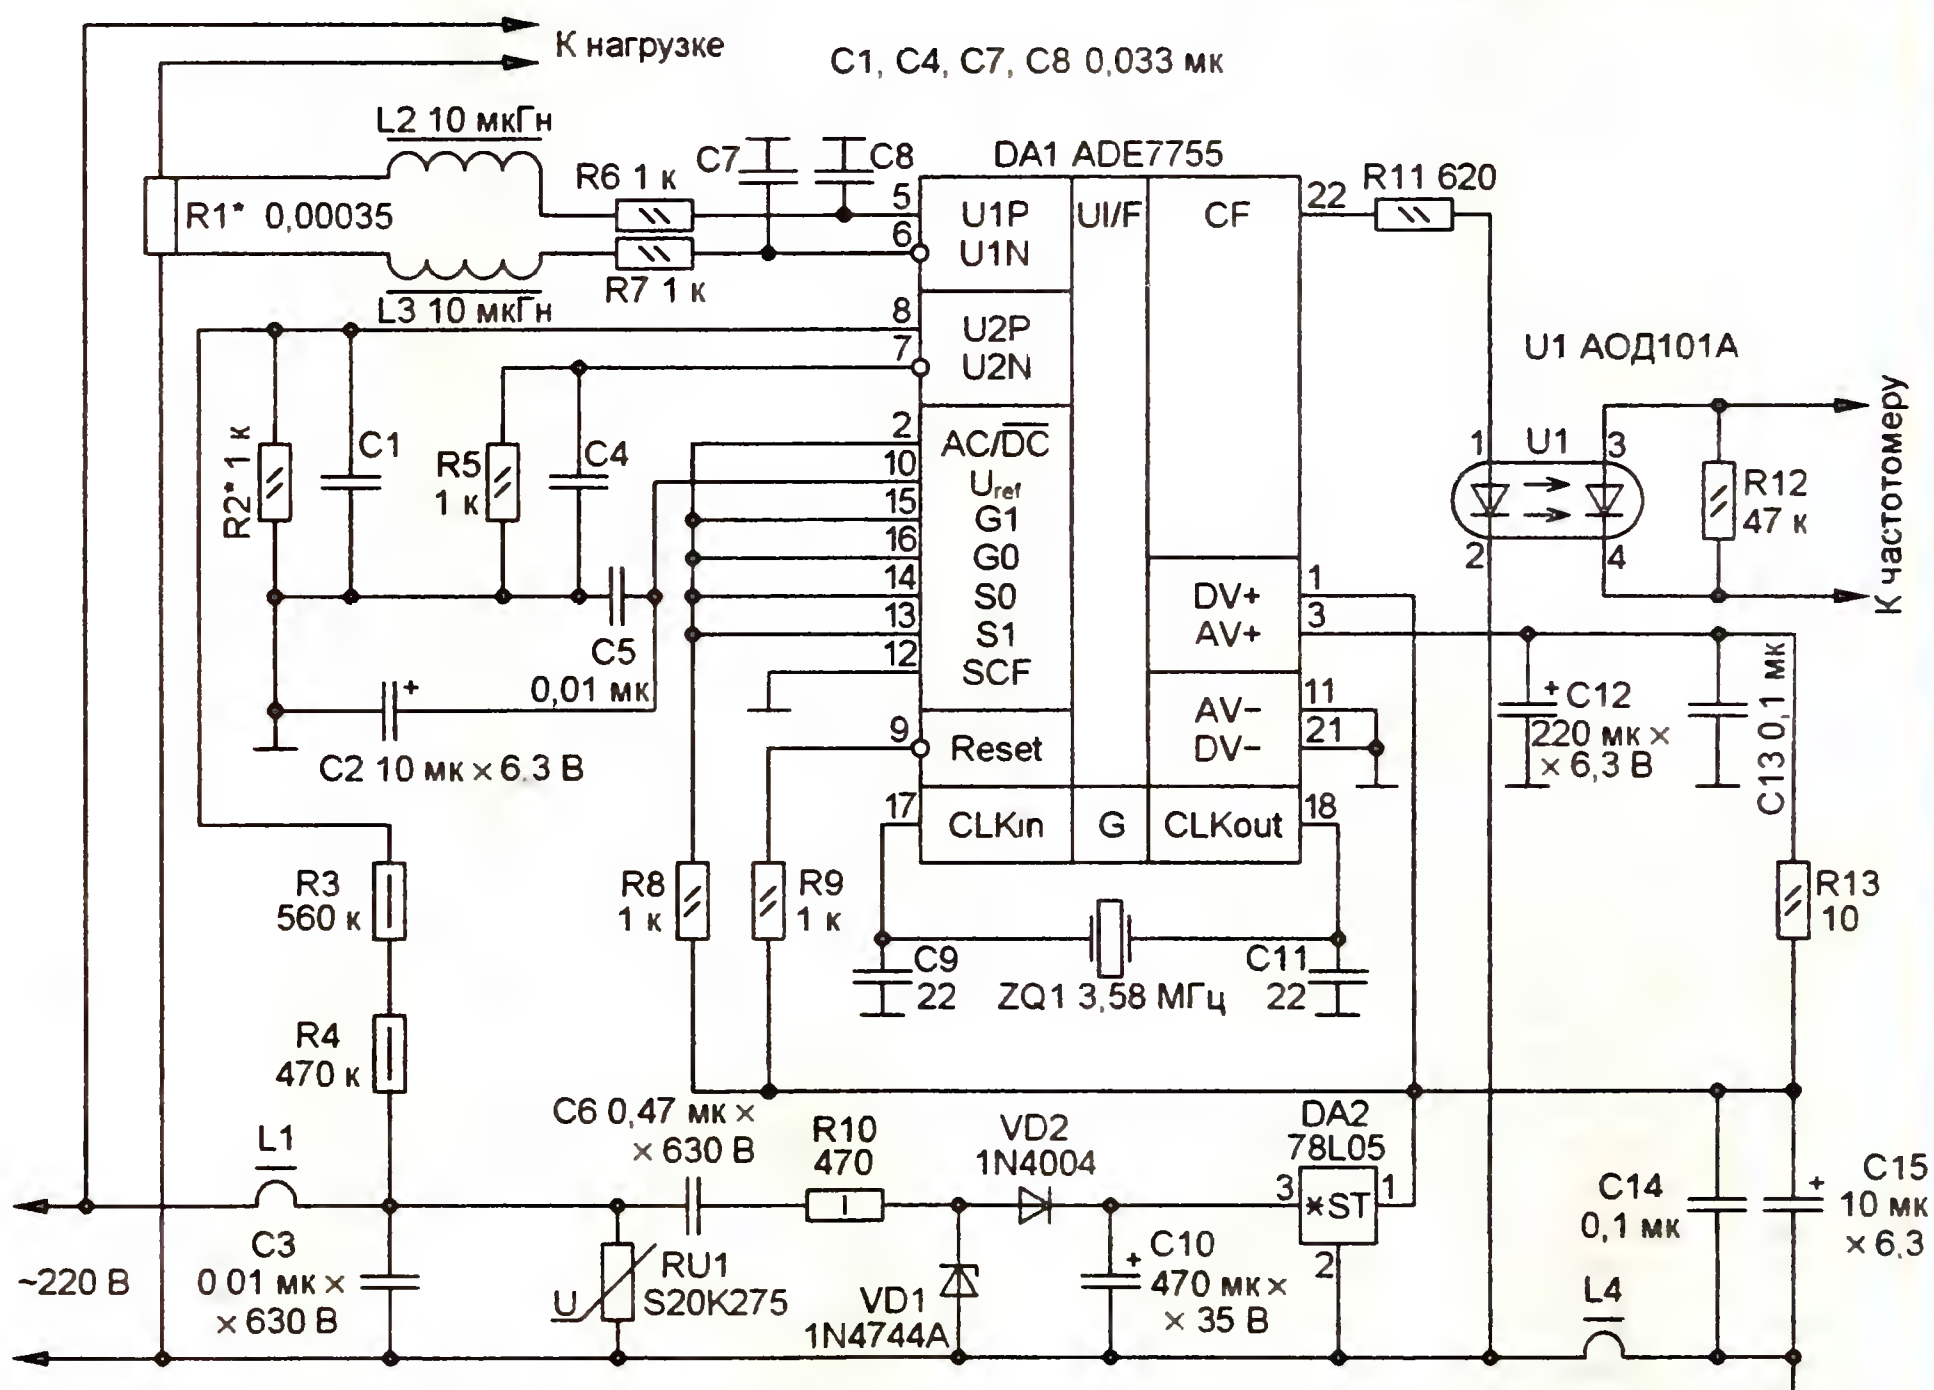 К нагрузке
С1, С4, С7, С8 0,033 мк
L2 10 мкГн
R1* 0,00035
R6 1 к
R7 1 к
L3 10 мкГн
C7
C8
DA1 ADE7755
5
U1P
6
U1N
8
U2P
7
U2N
2
AC/DC
10
Uref
15
G1
16
G0
14
S0
13
S1
12
SCF
9
Reset
17
CLKin
UI/F
G
CF
22
DV+
1
AV+
3
AV−
11
DV−
21
CLKout
18
R11 620
U1 АОД101А
1
U1
3
2
4
R12
47 к
К частотомеру
R2* 1 к
C1
R5
1 к
C4
C5
0,01 мк
+
C2 10 мк × 6.3 В
+
C12
220 мк ×
× 6,3 В
C13 0,1 мк
R3
560 к
R4
470 к
R8
1 к
R9
1 к
C9
22
ZQ1 3,58 МГц
C11
22
R13
10
L1
C6 0,47 мк ×
× 630 В
R10
470
VD2
1N4004
DA2
78L05
3
*ST
1
2
C14
0,1 мк
+
C15
10 мк
× 6,3
~220 В
C3
0 01 мк ×
× 630 В
U
RU1
S20K275
VD1
1N4744A
+
C10
470 мк ×
× 35 В
L4